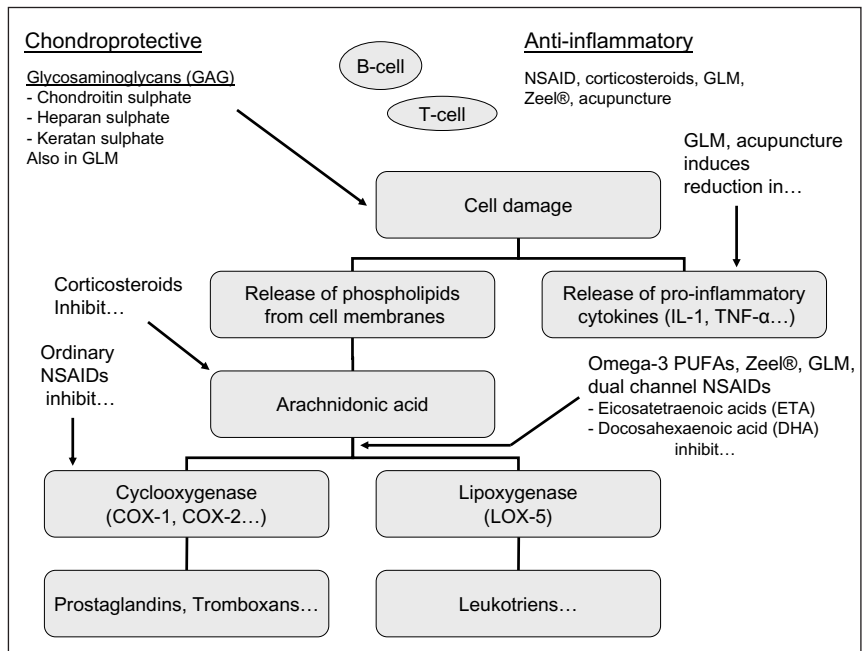 Chondroprotective
Glycosaminoglycans (GAG)
- Chondroitin sulphate
- Heparan sulphate
- Keratan sulphate
Also in GLM
B-cell
T-cell
Anti-inflammatory
NSAID, corticosteroids, GLM,
Zeel®, acupuncture
GLM, acupuncture
induces
reduction in…
Cell damage
Corticosteroids
Inhibit…
Release of phospholipids
from cell membranes
Release of pro-inflammatory
cytokines (IL-1, TNF-α…)
Ordinary
NSAIDs
inhibit…
Arachnidonic acid
Omega-3 PUFAs, Zeel®, GLM,
dual channel NSAIDs
- Eicosatetraenoic acids (ETA)
- Docosahexaenoic acid (DHA)
inhibit…
Cyclooxygenase
(COX-1, COX-2…)
Lipoxygenase
(LOX-5)
Prostaglandins, Tromboxans…
Leukotriens…